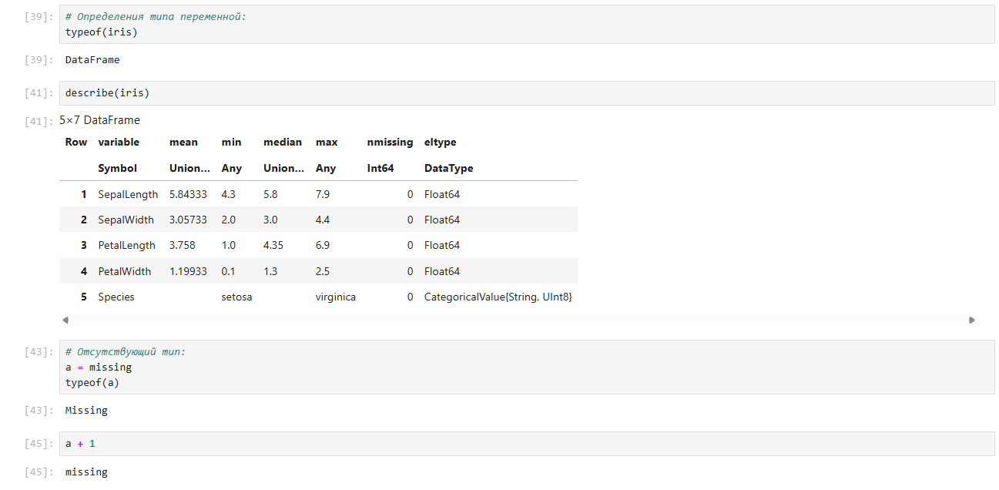 [39]: # Определения типа переменной:
typeof(iris)
[39]: DataFrame
[41]: describe(iris)
[41]: 5×7 DataFrame
Row variable mean min median max nmissing eltype
Symbol Union… Any Union… Any Int64 DataType
1 SepalLength 5.84333 4.3 5.8 7.9 0 Float64
2 SepalWidth 3.05733 2.0 3.0 4.4 0 Float64
3 PetalLength 3.758 1.0 4.35 6.9 0 Float64
4 PetalWidth 1.19933 0.1 1.3 2.5 0 Float64
5 Species setosa virginica 0 CategoricalValue{String, UInt8}
[43]: # Отсутствующий тип:
a = missing
typeof(a)
[43]: Missing
[45]: a + 1
[45]: missing